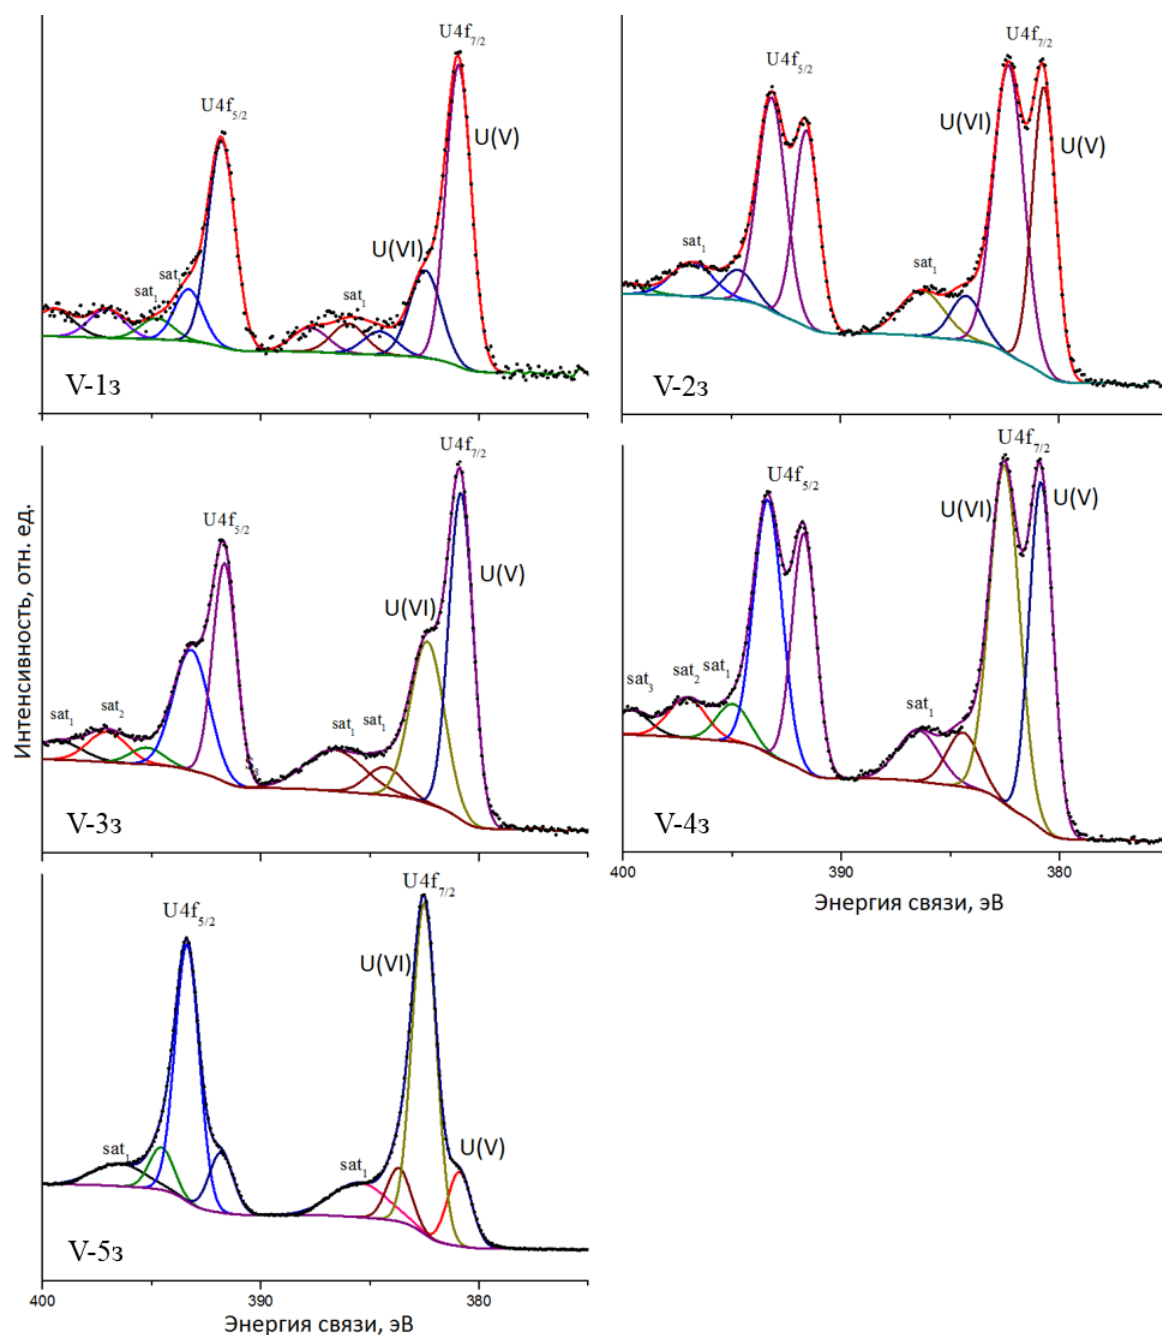 U4f7/2
U4f5/2
U(V)
U(VI)
sat1
sat
sat1
V-1з
U4f7/2
U4f5/2
U(VI)
U(V)
sat1
sat1
V-2з
Интенсивность, отн. ед.
U4f7/2
U4f5/2
U(V)
U(VI)
sat1
sat2
sat1
sat1
V-3з
U4f7/2
U4f5/2
U(VI)
U(V)
sat3
sat2
sat1
sat1
V-4з
400
390
380
Энергия связи, эВ
U4f7/2
U4f5/2
U(VI)
U(V)
sat1
sat1
V-5з
400
390
380
Энергия связи, эВ